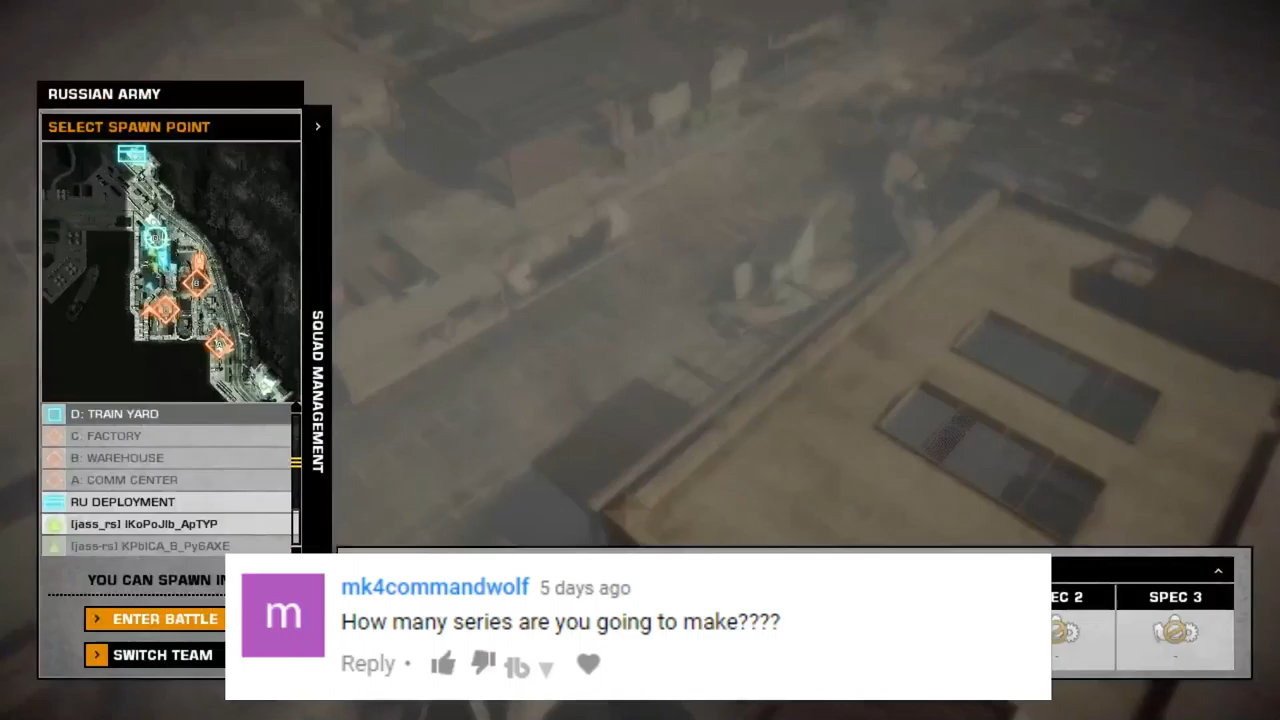 RUSSIAN ARMY
SELECT SPAWN POINT
SQUAD MANAGEMENT
D: TRAIN YARD
C: FACTORY
B: WAREHOUSE
A: COMM CENTER
RU DEPLOYMENT
[jass_rs] IKoPoJIb_ApTYP
[jass-rs] KPbICA_B_Py6AXE
YOU CAN SPAWN IN
ENTER BATTLE
SWITCH TEAM
EC 2
SPEC 3
m
mk4commandwolf 5 days ago
How many series are you going to make????
Reply •